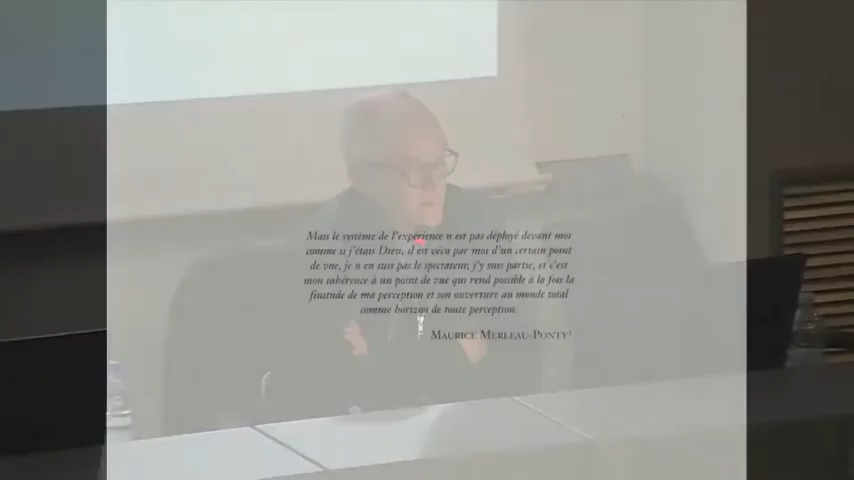 Mais le système de l'expérience n est pas déployé devant moi
comme si j'étais Dieu, il est vécu par moi d'un certain point
de vue, je n en suis pas le spectateur, j'y suis partie, et c'est
mon inhérence à un point de vue qui rend possible à la fois la
finitude de ma perception et son ouverture au monde total
comme horizon de toute perception.
MAURICE MERLEAU-PONTY¹